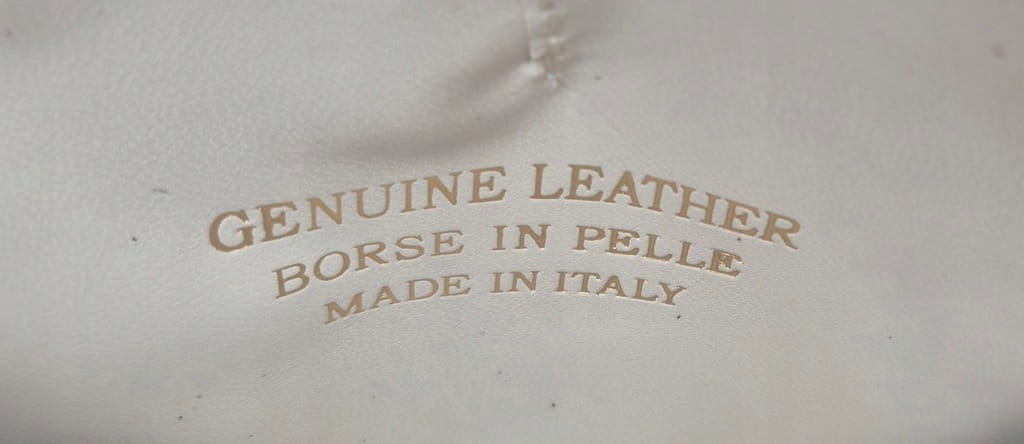 GENUINE LEATHER
BORSE IN PELLE
MADE IN ITALY